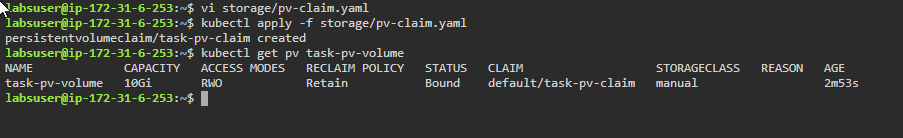 labsuser@ip-172-31-6-253:~$ vi storage/pv-claim.yaml
labsuser@ip-172-31-6-253:~$ kubectl apply -f storage/pv-claim.yaml
persistentvolumeclaim/task-pv-claim created
labsuser@ip-172-31-6-253:~$ kubectl get pv task-pv-volume
NAME             CAPACITY   ACCESS MODES   RECLAIM POLICY   STATUS   CLAIM                   STORAGECLASS   REASON   AGE
task-pv-volume   10Gi       RWO            Retain           Bound    default/task-pv-claim   manual                  2m53s
labsuser@ip-172-31-6-253:~$